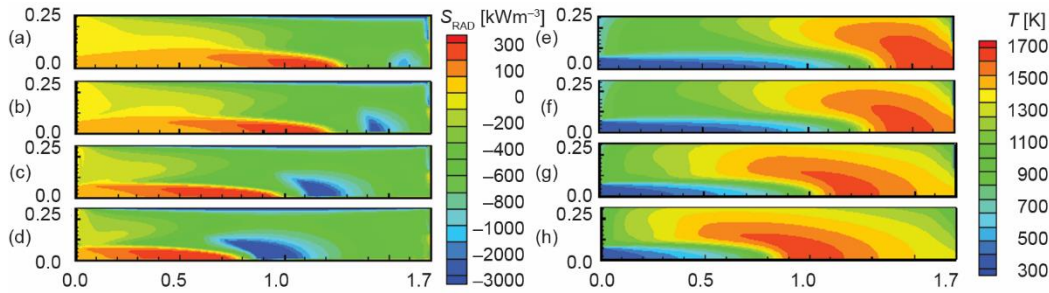 S_RAD [kWm⁻³]
T [K]
(a) 0.25
0.0
(b) 0.25
0.0
(c) 0.25
0.0
(d) 0.25
0.0
0.0 0.5 1.0 1.7
300
100
0
–200
–400
–600
–800
–1000
–2000
–3000
(e) 0.25
0.0
(f) 0.25
0.0
(g) 0.25
0.0
(h) 0.25
0.0
0.0 0.5 1.0 1.7
1700
1500
1300
1100
900
700
500
300